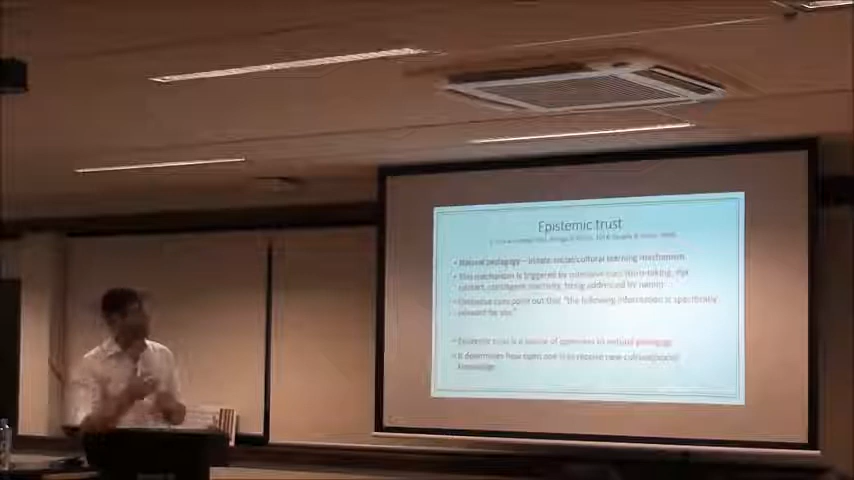 Epistemic trust
• Natural pedagogy – innate social/cultural learning mechanism
• This mechanism is triggered by ostensive cues (turn-taking, eye
contact, contingent reactivity, being addressed by name)
• Ostensive cues point out that "the following information is specifically
relevant for you"
• Epistemic trust is a of openness to natural pedagogy
• It determines how open one is to receive new cultural/social
knowledge